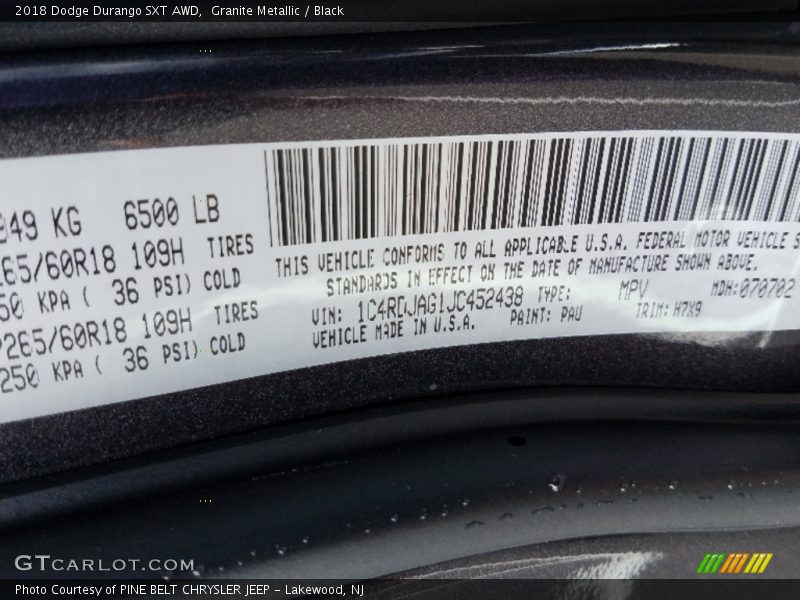 2018 Dodge Durango SXT AWD, Granite Metallic / Black
049 KG 6500 LB
265/60R18 109H TIRES
50 KPA ( 36 PSI) COLD
P265/60R18 109H TIRES
250 KPA ( 36 PSI) COLD
THIS VEHICLE CONFORMS TO ALL APPLICABLE U.S.A. FEDERAL MOTOR VEHICLE S
STANDARDS IN EFFECT ON THE DATE OF MANUFACTURE SHOWN ABOVE.
VIN: 1C4RDJAG1JC452438 TYPE: MPV MDH:070702
VEHICLE MADE IN U.S.A. PAINT: PAU TRIM: H7X9
GTcarlot.com
Photo Courtesy of PINE BELT CHRYSLER JEEP - Lakewood, NJ